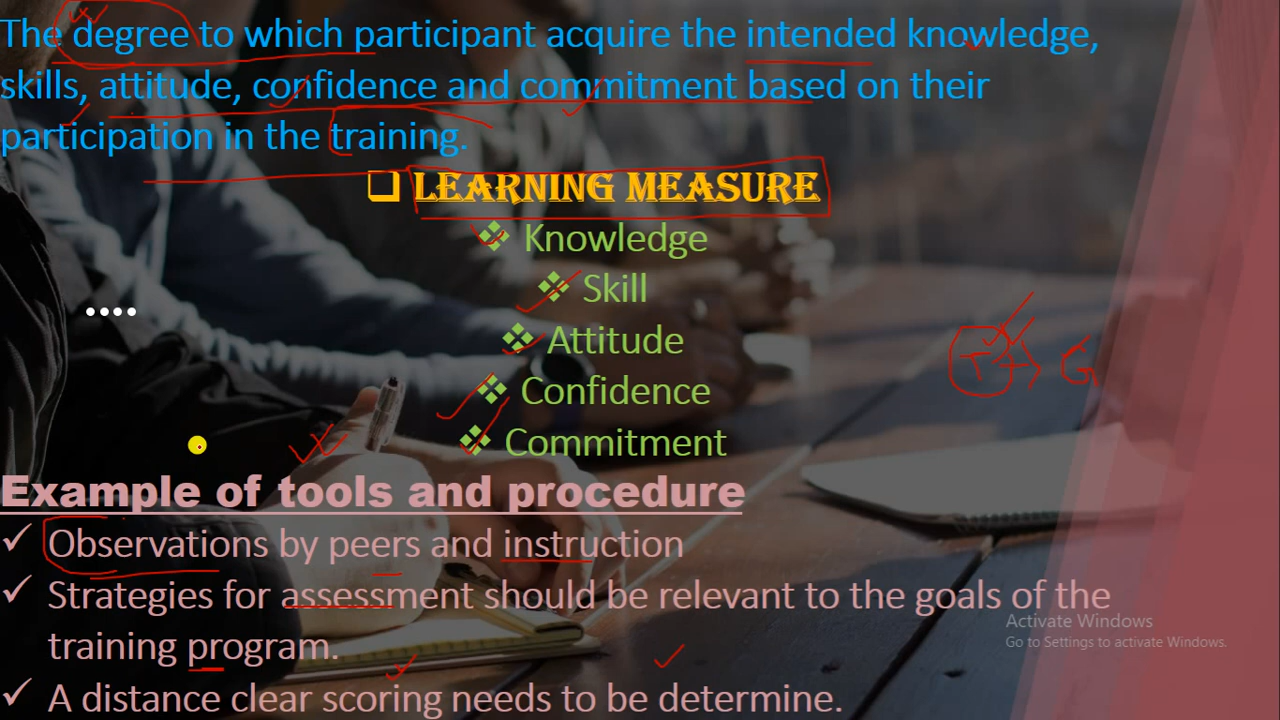 The degree to which participant acquire the intended knowledge,
skills, attitude, confidence and commitment based on their
participation in the training.
LEARNING MEASURE
Knowledge
Skill
Attitude
Confidence
Commitment
T → G
Example of tools and procedure
Observations by peers and instruction
Strategies for assessment should be relevant to the goals of the
training program.
A distance clear scoring needs to be determine.
Activate Windows
Go to Settings to activate Windows.